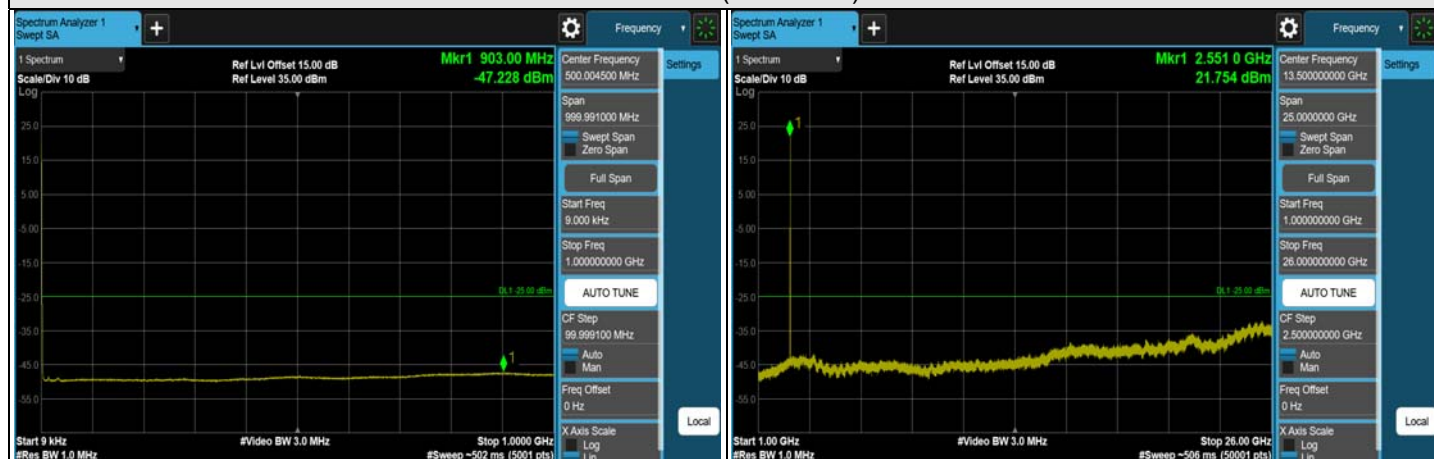 Spectrum Analyzer 1
Swept SA
+
Frequency
1 Spectrum
Scale/Div 10 dB
Log
Ref Lvl Offset 15.00 dB
Ref Level 35.00 dBm
Mkr1 903.00 MHz
-47.228 dBm
25.0
15.0
5.00
-5.00
-15.0
-25.0
-35.0
-45.0
-55.0
DL1 -25.00 dBm
1
Start 9 kHz
#Res BW 1.0 MHz
#Video BW 3.0 MHz
Stop 1.0000 GHz
#Sweep ~502 ms (5001 pts)
Center Frequency
500.004500 MHz
Span
999.991000 MHz
Swept Span
Zero Span
Full Span
Start Freq
9.000 kHz
Stop Freq
1.000000000 GHz
AUTO TUNE
CF Step
99.999100 MHz
Auto
Man
Freq Offset
0 Hz
X Axis Scale
Log
Lin
Settings
Local
Spectrum Analyzer 1
Swept SA
+
Frequency
1 Spectrum
Scale/Div 10 dB
Log
Ref Lvl Offset 15.00 dB
Ref Level 35.00 dBm
Mkr1 2.551 0 GHz
21.754 dBm
1
25.0
15.0
5.00
-5.00
-15.0
-25.0
-35.0
-45.0
-55.0
DL1 -25.00 dBm
Start 1.00 GHz
#Res BW 1.0 MHz
#Video BW 3.0 MHz
Stop 26.00 GHz
#Sweep ~506 ms (50001 pts)
Center Frequency
13.500000000 GHz
Span
25.0000000 GHz
Swept Span
Zero Span
Full Span
Start Freq
1.000000000 GHz
Stop Freq
26.000000000 GHz
AUTO TUNE
CF Step
2.500000000 GHz
Auto
Man
Freq Offset
0 Hz
X Axis Scale
Log
Lin
Settings
Local